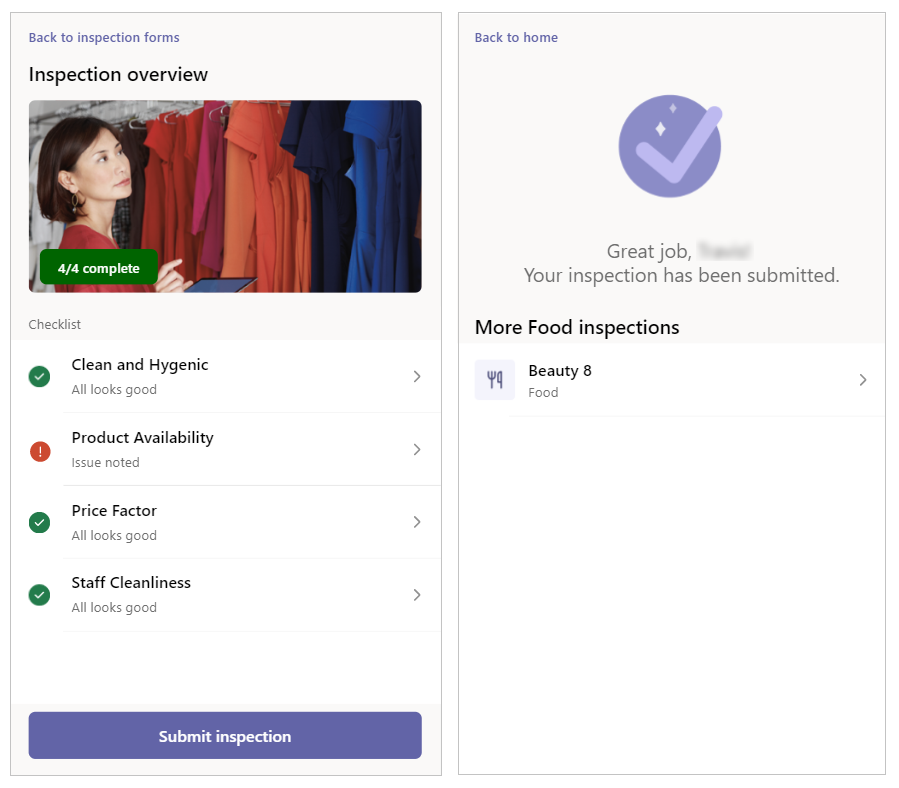 Back to inspection forms
Inspection overview
4/4 complete
Checklist
Clean and Hygenic
All looks good
Product Availability
Issue noted
Price Factor
All looks good
Staff Cleanliness
All looks good
Submit inspection
Back to home
Great job,
Your inspection has been submitted.
More Food inspections
Beauty 8
Food